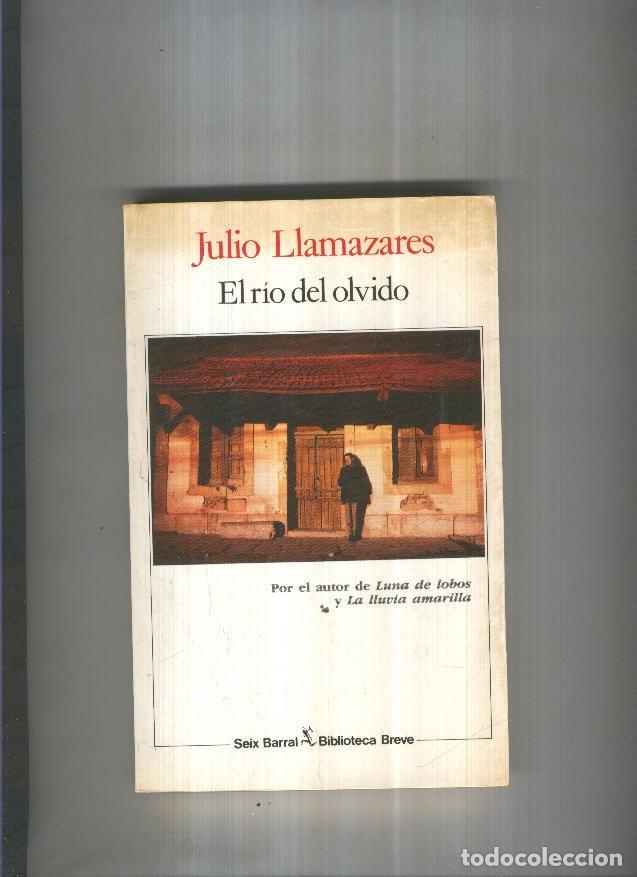 Julio Llamazares
El río del olvido
Por el autor de Luna de lobos
y La lluvia amarilla
Seix Barral Biblioteca Breve
todocoleccion